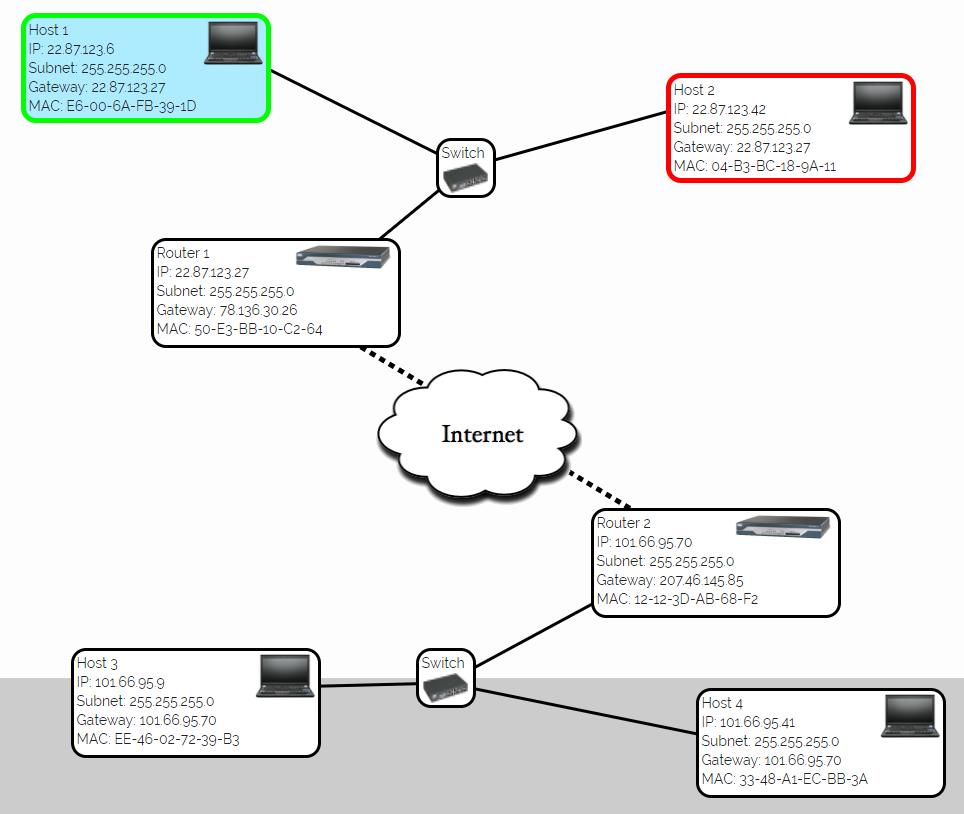 Host 1
IP: 22.87.123.6
Subnet: 255.255.255.0
Gateway: 22.87.123.27
MAC: E6-00-6A-FB-39-1D
Host 2
IP: 22.87.123.42
Subnet: 255.255.255.0
Gateway: 22.87.123.27
MAC: 04-B3-BC-18-9A-11
Switch
Router 1
IP: 22.87.123.27
Subnet: 255.255.255.0
Gateway: 78.136.30.26
MAC: 50-E3-BB-10-C2-64
Internet
Router 2
IP: 101.66.95.70
Subnet: 255.255.255.0
Gateway: 207.46.145.85
MAC: 12-12-3D-AB-68-F2
Host 3
IP: 101.66.95.9
Subnet: 255.255.255.0
Gateway: 101.66.95.70
MAC: EE-46-02-72-39-B3
Switch
Host 4
IP: 101.66.95.41
Subnet: 255.255.255.0
Gateway: 101.66.95.70
MAC: 33-48-A1-EC-BB-3A